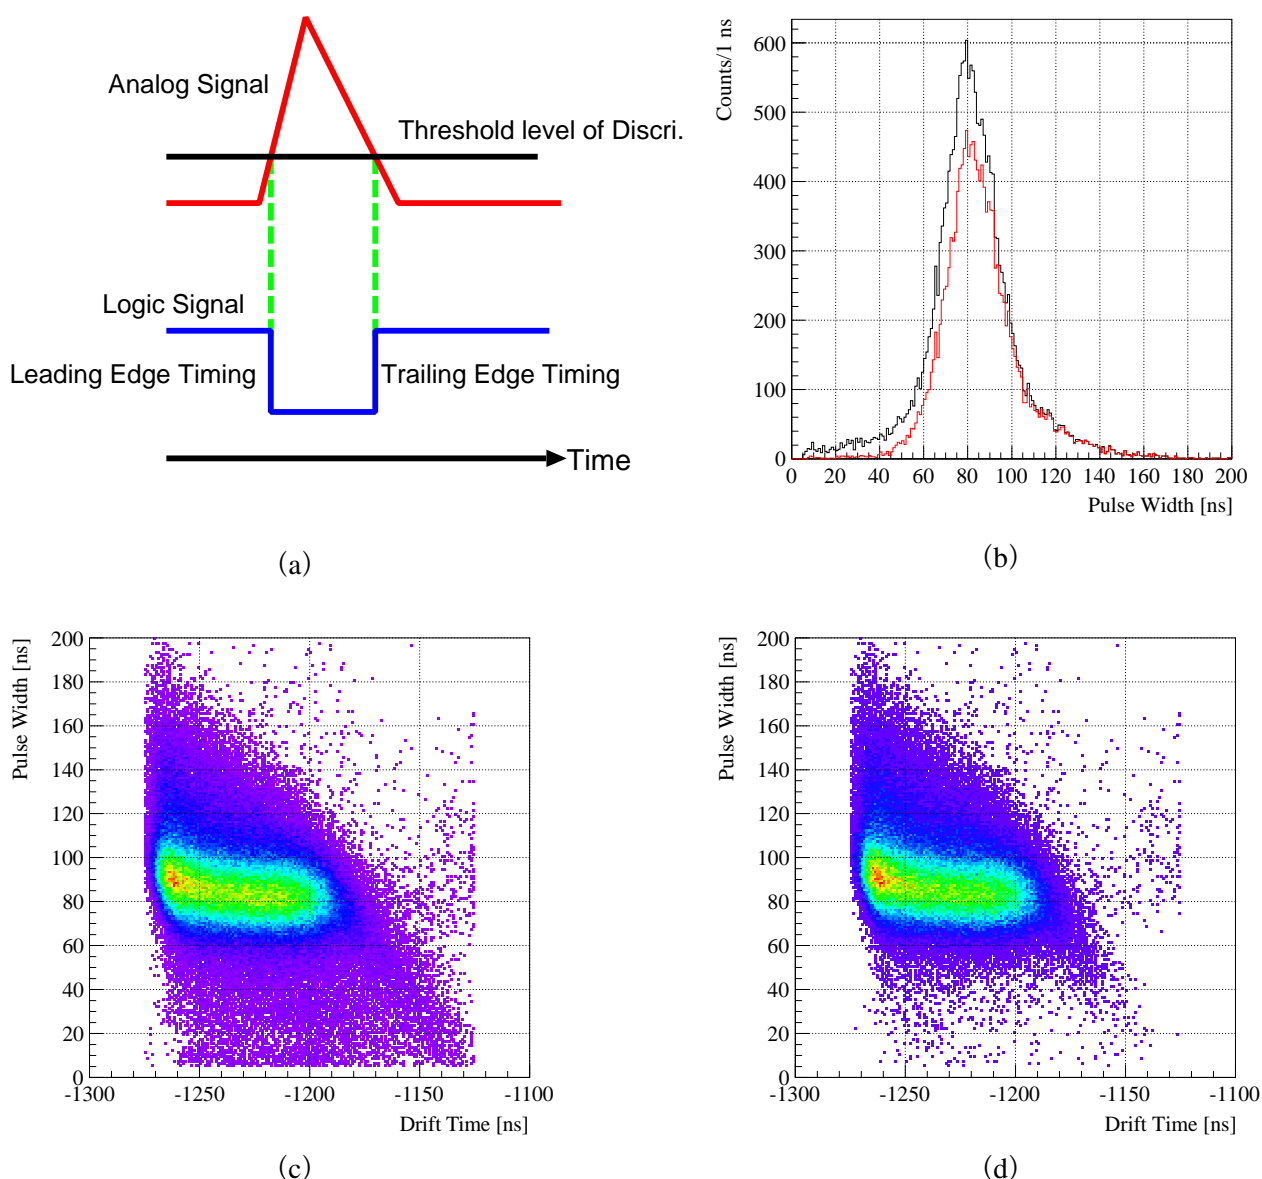 Analog Signal
Threshold level of Discri.
Logic Signal
Leading Edge Timing
Trailing Edge Timing
Time
(a)
Counts/1 ns
600
500
400
300
200
100
0
0 20 40 60 80 100 120 140 160 180 200
Pulse Width [ns]
(b)
Pulse Width [ns]
200
180
160
140
120
100
80
60
40
20
0
-1300 -1250 -1200 -1150 -1100
Drift Time [ns]
(c)
Pulse Width [ns]
200
180
160
140
120
100
80
60
40
20
0
-1300 -1250 -1200 -1150 -1100
Drift Time [ns]
(d)